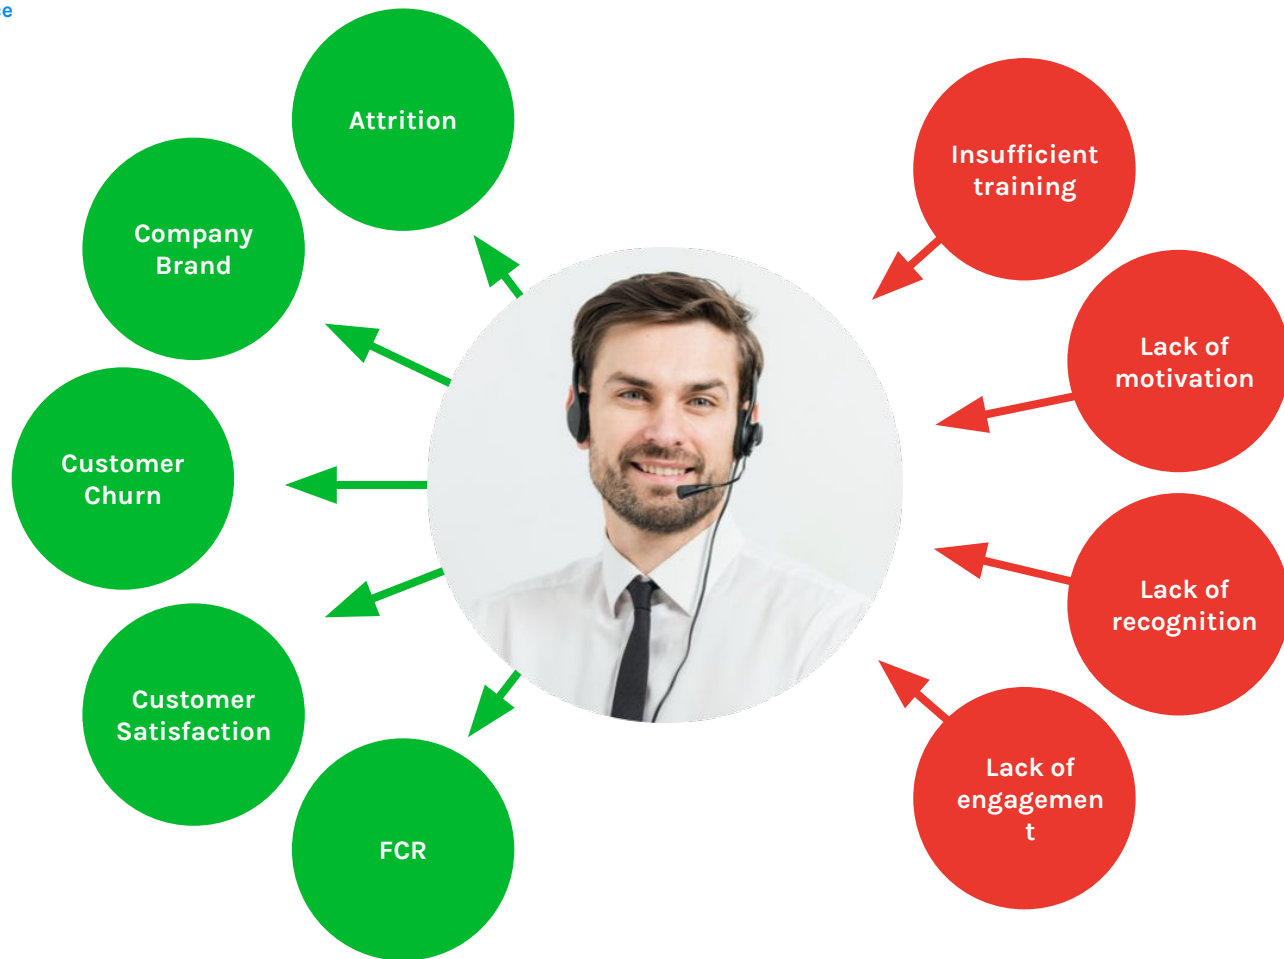 Attrition
Company
Brand
Customer
Churn
Customer
Satisfaction
FCR
Insufficient
training
Lack of
motivation
Lack of
recognition
Lack of
engagemen
t